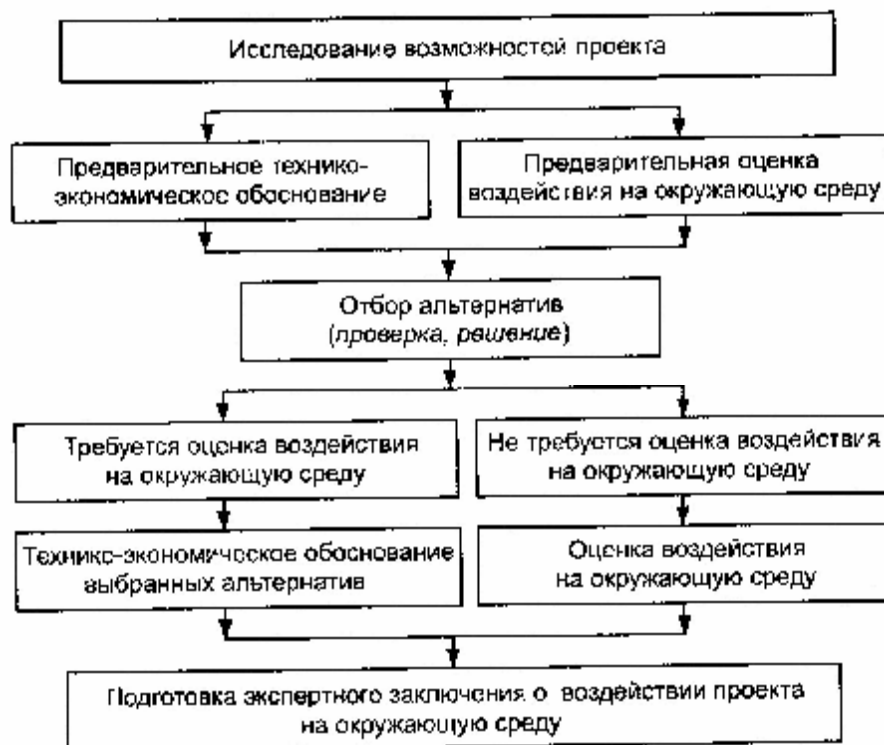 Исследование возможностей проекта
Предварительное технико-
экономическое обоснование
Предварительная оценка
воздействия на окружающую среду
Отбор альтернатив
(проверка, решение)
Требуется оценка воздействия
на окружающую среду
Не требуется оценка воздействия
на окружающую среду
Технико-экономическое обоснование
выбранных альтернатив
Оценка воздействия
на окружающую среду
Подготовка экспертного заключения о воздействии проекта
на окружающую среду